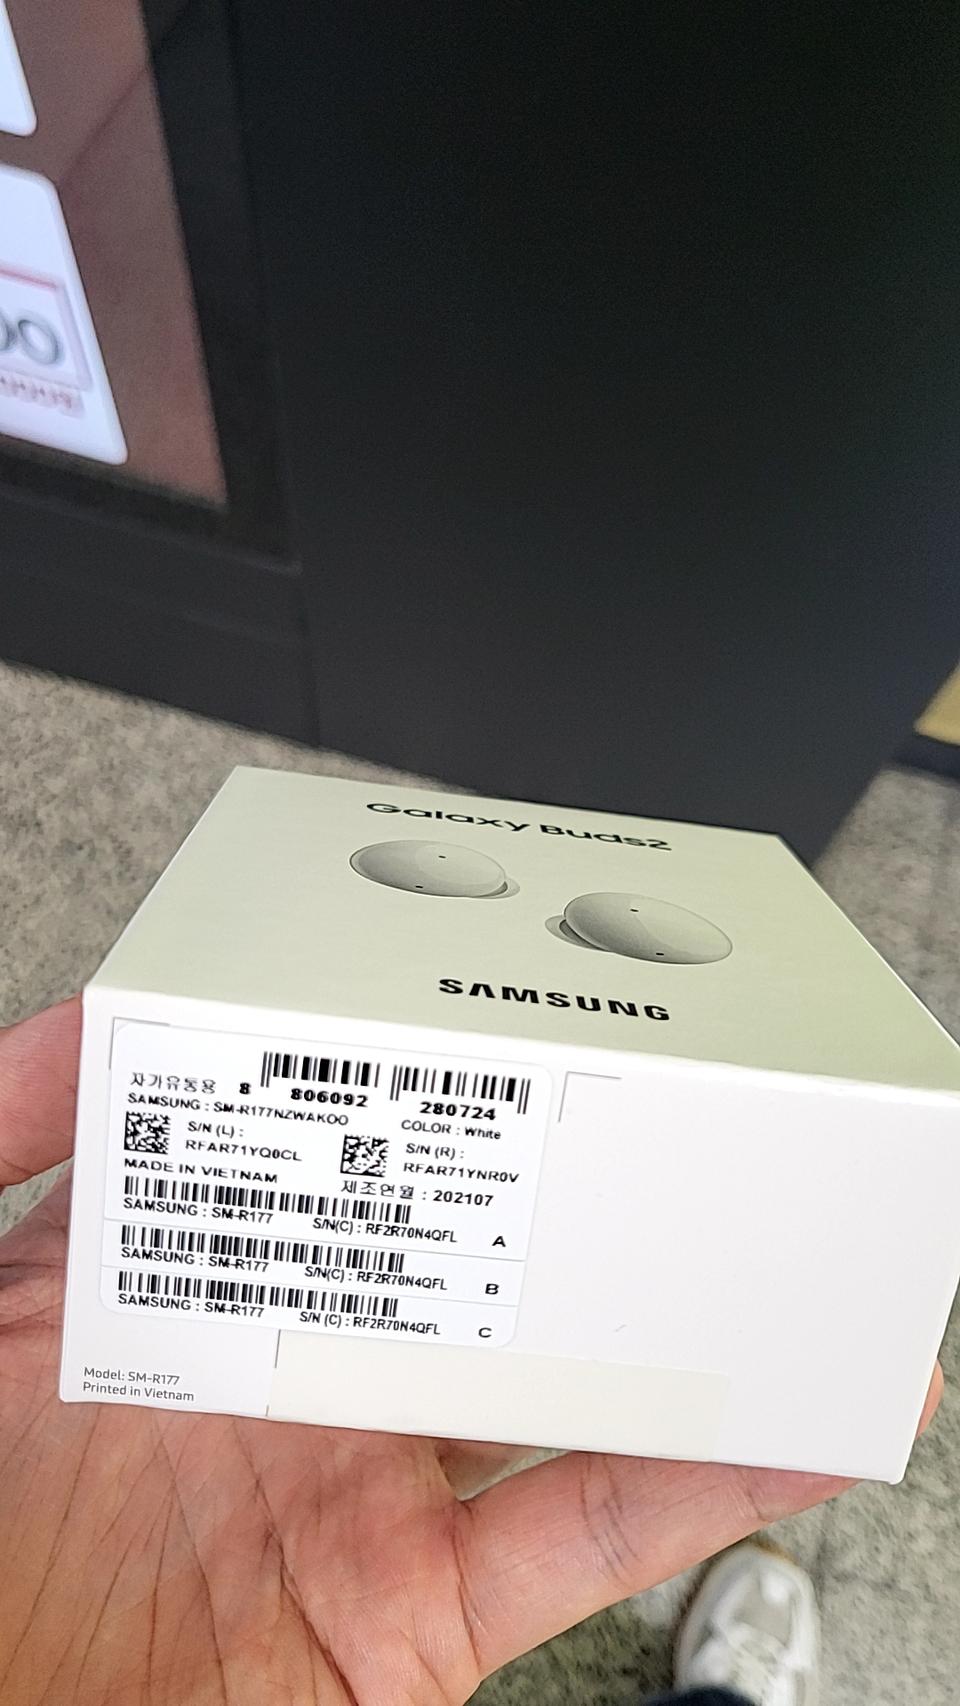 00
Galaxy Buds2
SAMSUNG
자가유통용 8 806092 280724
SAMSUNG : SM-R177NZWAKOO COLOR : White
S/N (L) : S/N (R) :
RFAR71YQ0CL RFAR71YNR0V
MADE IN VIETNAM 제조연월 : 202107
SAMSUNG : SM-R177 S/N(C) : RF2R70N4QFL A
SAMSUNG : SM-R177 S/N(C) : RF2R70N4QFL B
SAMSUNG : SM-R177 S/N (C) : RF2R70N4QFL C
Model: SM-R177
Printed in Vietnam